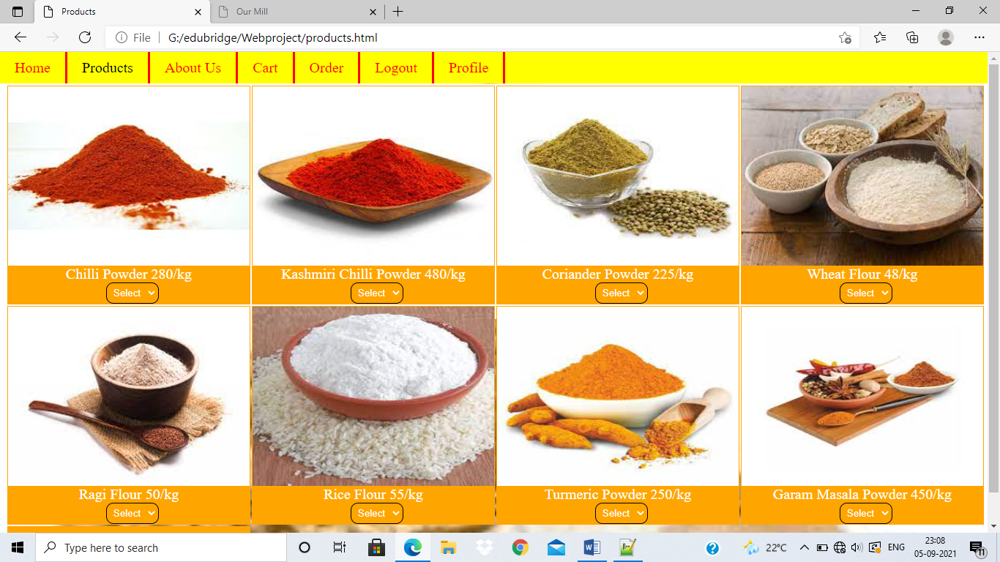 Products
Our Mill
File
G:/edubridge/Webproject/products.html
Home
Products
About Us
Cart
Order
Logout
Profile
Chilli Powder 280/kg
Kashmiri Chilli Powder 480/kg
Coriander Powder 225/kg
Wheat Flour 48/kg
Select
Select
Select
Select
Ragi Flour 50/kg
Rice Flour 55/kg
Turmeric Powder 250/kg
Garam Masala Powder 450/kg
Select
Select
Select
Select
Type here to search
22°C
ENG
23:08
05-09-2021
11